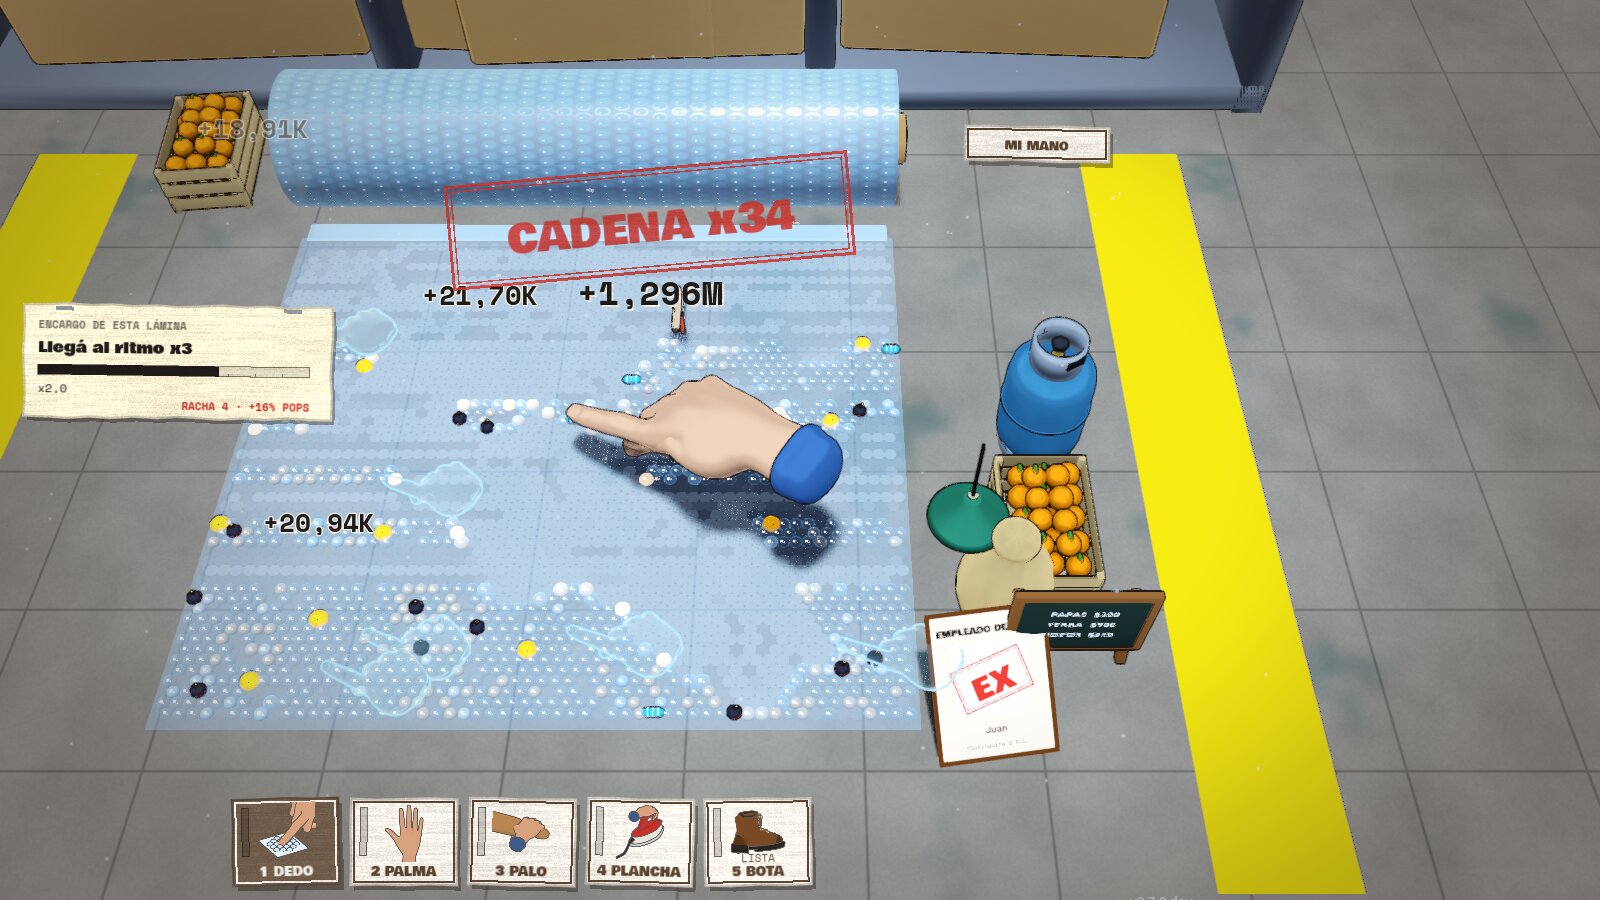 +18,91K
MI MANO
CADENA x34
+21,70K
+1,296M
ENCARGO DE ESTA LÁMINA
Llegá al ritmo x3
x2.0
RACHA 4 · +16% POPS
+20,94K
EMPLEADO
EX
Juan
1 DEDO
2 PALMA
3 PALO
4 PLANCHA
LISTA
5 BOTA